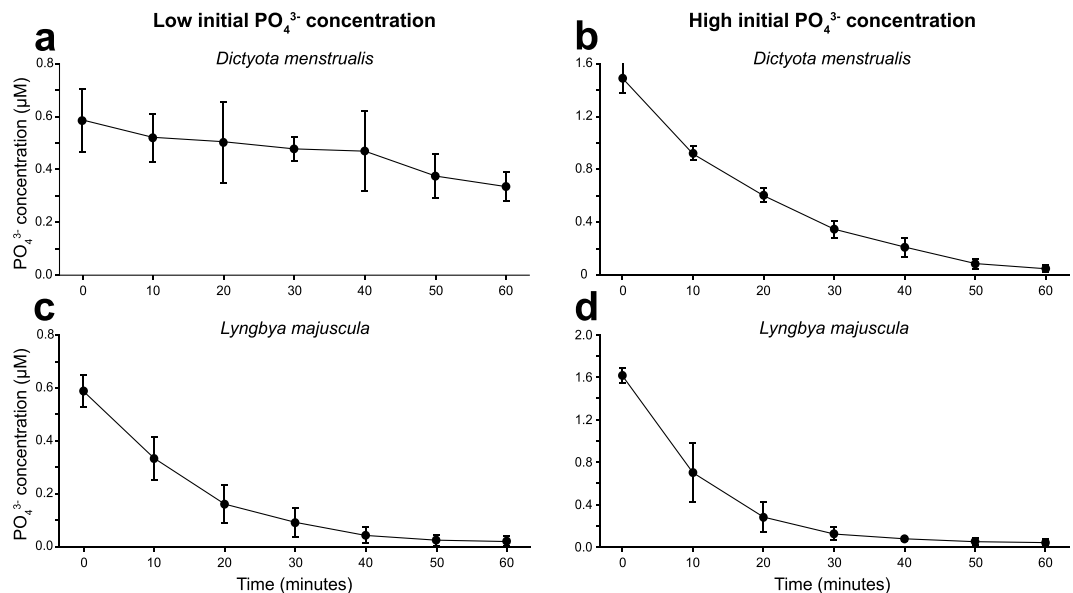 Low initial PO₄³⁻ concentration
High initial PO₄³⁻ concentration
a
Dictyota menstrualis
PO₄³⁻ concentration (µM)
0.8
0.6
0.4
0.2
0.0
0 10 20 30 40 50 60
b
Dictyota menstrualis
1.6
1.2
0.8
0.4
0
0 10 20 30 40 50 60
c
Lyngbya majuscula
PO₄³⁻ concentration (µM)
0.8
0.6
0.4
0.2
0.0
0 10 20 30 40 50 60
Time (minutes)
d
Lyngbya majuscula
2.0
1.6
1.2
0.8
0.4
0.0
0 10 20 30 40 50 60
Time (minutes)